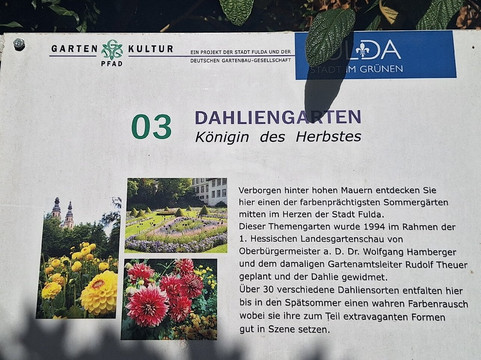 GARTEN KULTUR
PFAD
EIN PROJEKT DER STADT FULDA UND DER
DEUTSCHEN GARTENBAU-GESELLSCHAFT
FULDA
STADT IM GRÜNEN
03 DAHLIENGARTEN
Königin des Herbstes
Verborgen hinter hohen Mauern entdecken Sie
hier einen der farbenprächtigsten Sommergärten
mitten im Herzen der Stadt Fulda.
Dieser Themengarten wurde 1994 im Rahmen der
1. Hessischen Landesgartenschau von
Oberbürgermeister a. D. Dr. Wolfgang Hamberger
und dem damaligen Gartenamtsleiter Rudolf Theuer
geplant und der Dahlie gewidmet.
Über 30 verschiedene Dahliensorten entfalten hier
bis in den Spätsommer einen wahren Farbenrausch
wobei sie ihre zum Teil extravaganten Formen
gut in Szene setzen.